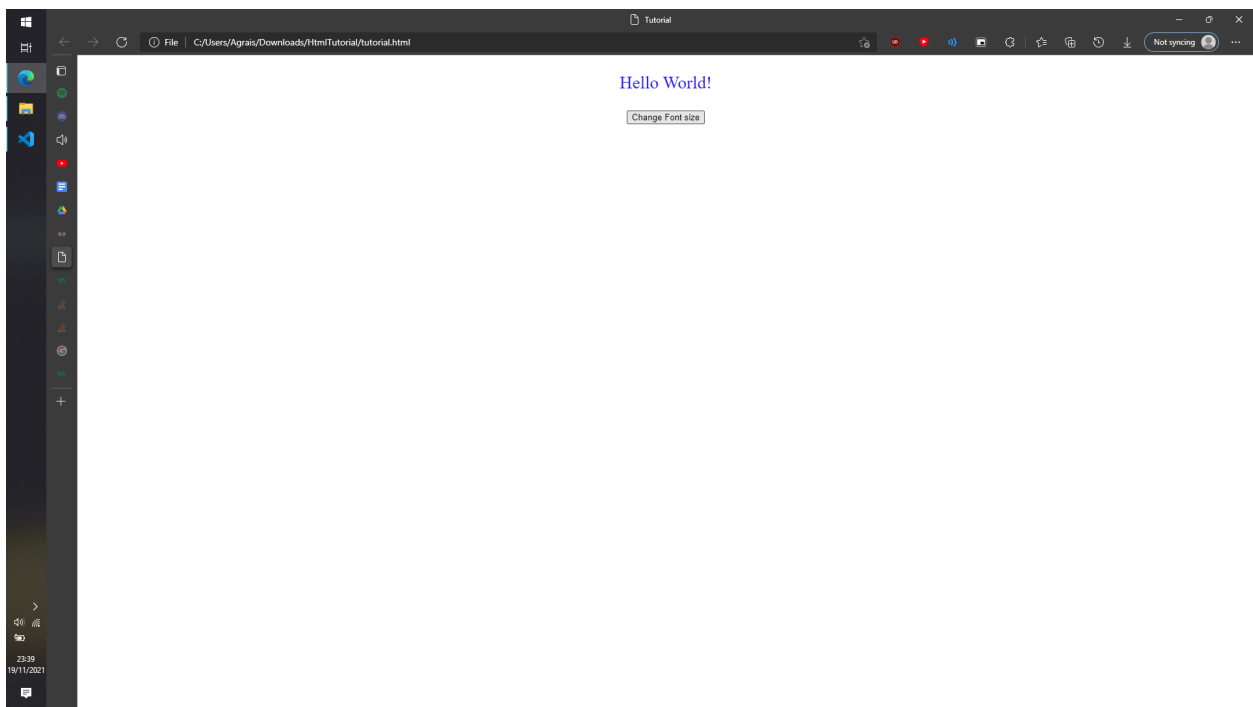 Tutorial
File
C:/Users/Agrais/Downloads/HtmlTutorial/tutorial.html
Not syncing
Hello World!
Change Font size
23:39
19/11/2021